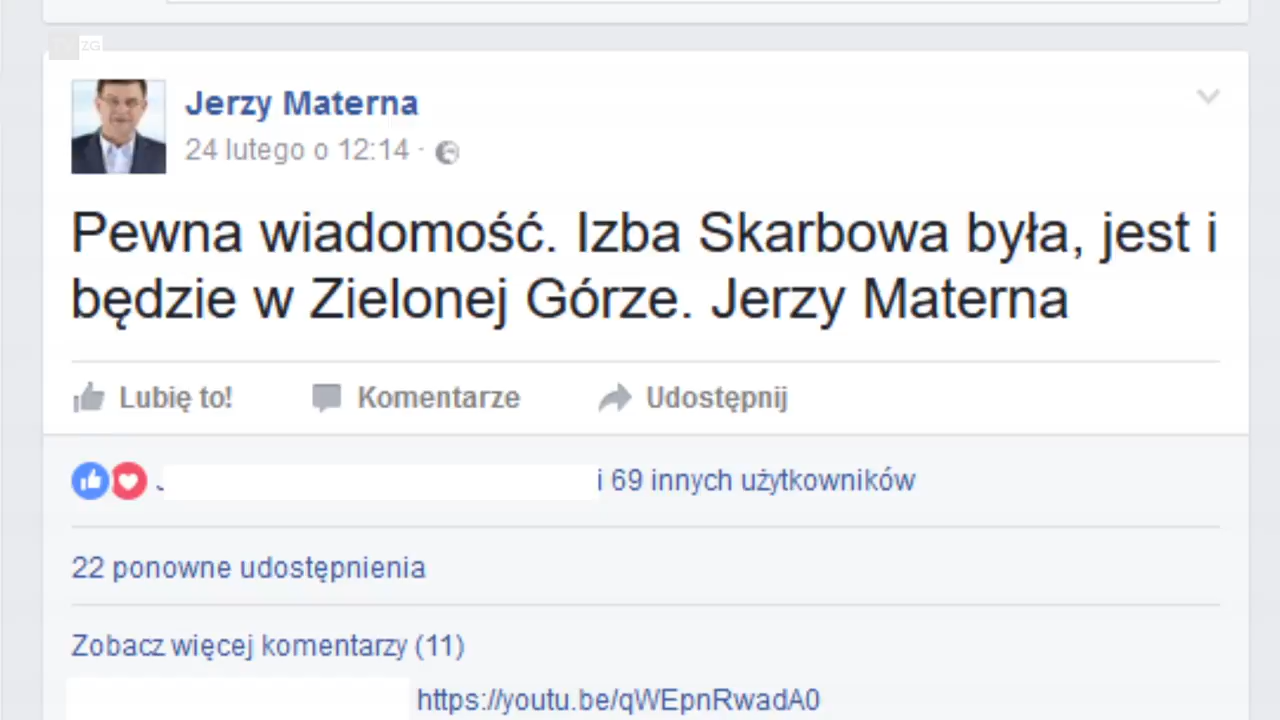 ZG
Jerzy Materna
24 lutego o 12:14 ·
Pewna wiadomość. Izba Skarbowa była, jest i
będzie w Zielonej Górze. Jerzy Materna
Lubię to! Komentarze Udostępnij
i 69 innych użytkowników
22 ponowne udostępnienia
Zobacz więcej komentarzy (11)
https://youtu.be/qWEpnRwadA0